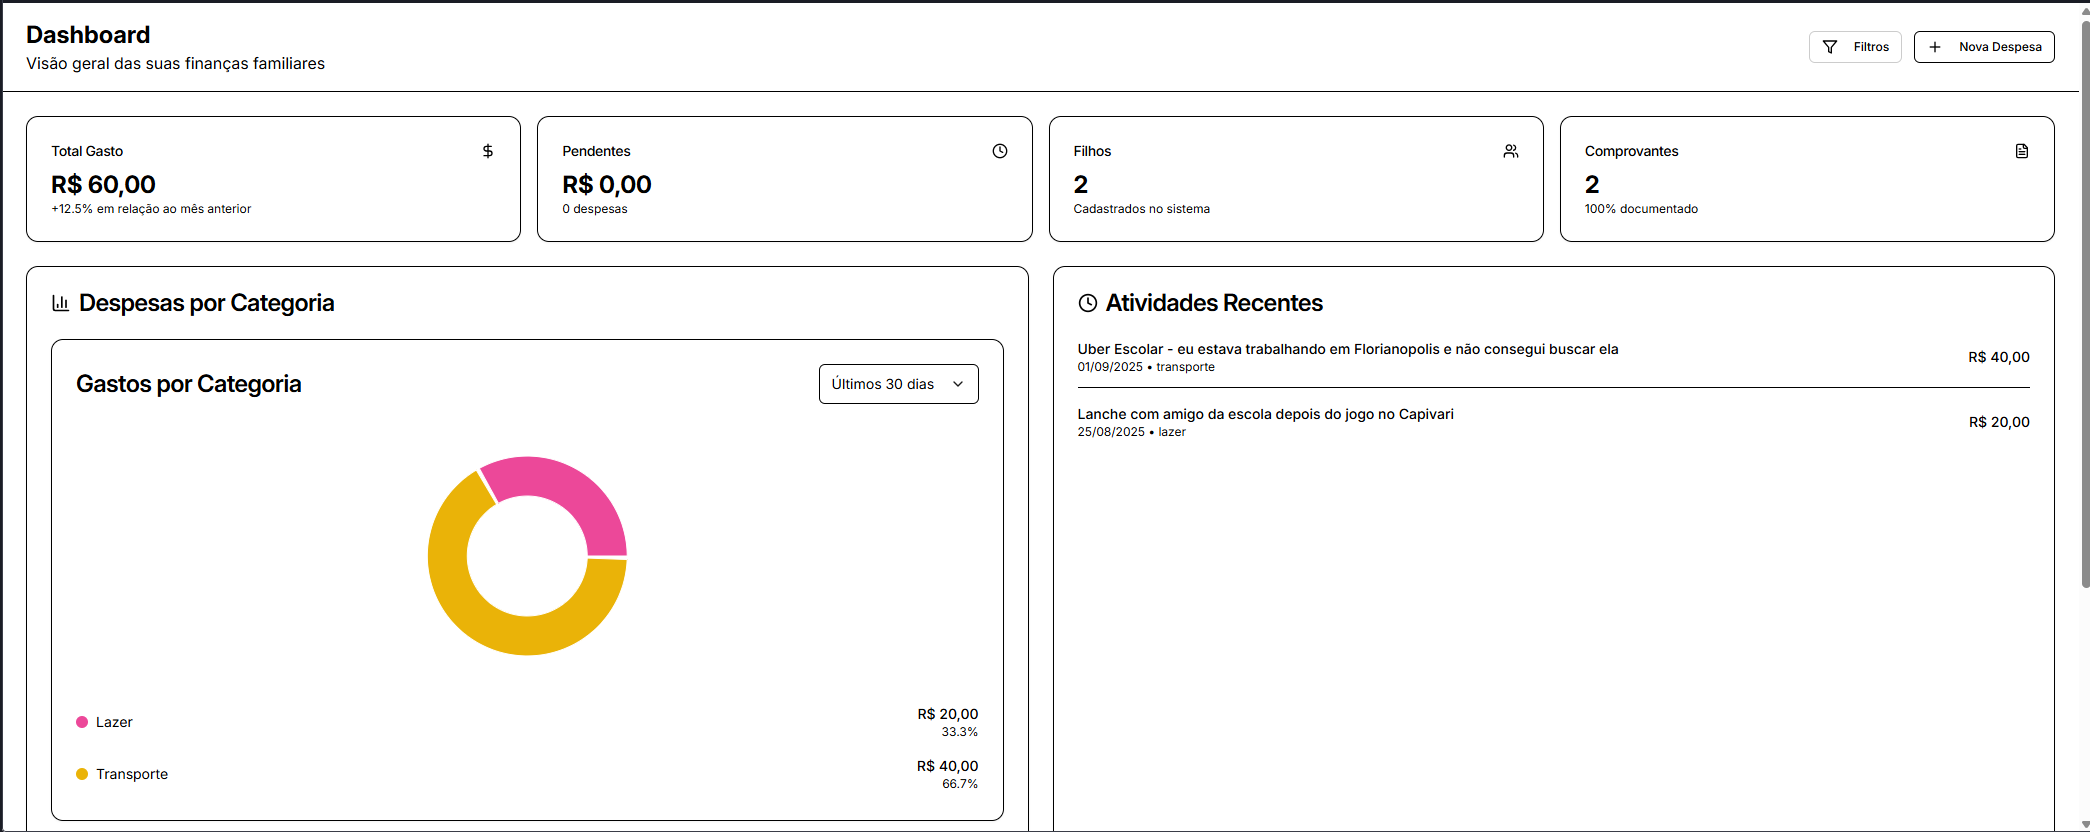 Dashboard
Visão geral das suas finanças familiares
Filtros
Nova Despesa
Total Gasto
R$ 60,00
+12.5% em relação ao mês anterior
Pendentes
R$ 0,00
0 despesas
Filhos
2
Cadastrados no sistema
Comprovantes
2
100% documentado
Despesas por Categoria
Gastos por Categoria
Últimos 30 dias
Lazer
R$ 20,00
33.3%
Transporte
R$ 40,00
66.7%
Atividades Recentes
Uber Escolar - eu estava trabalhando em Florianopolis e não consegui buscar ela
01/09/2025 • transporte
R$ 40,00
Lanche com amigo da escola depois do jogo no Capivari
25/08/2025 • lazer
R$ 20,00